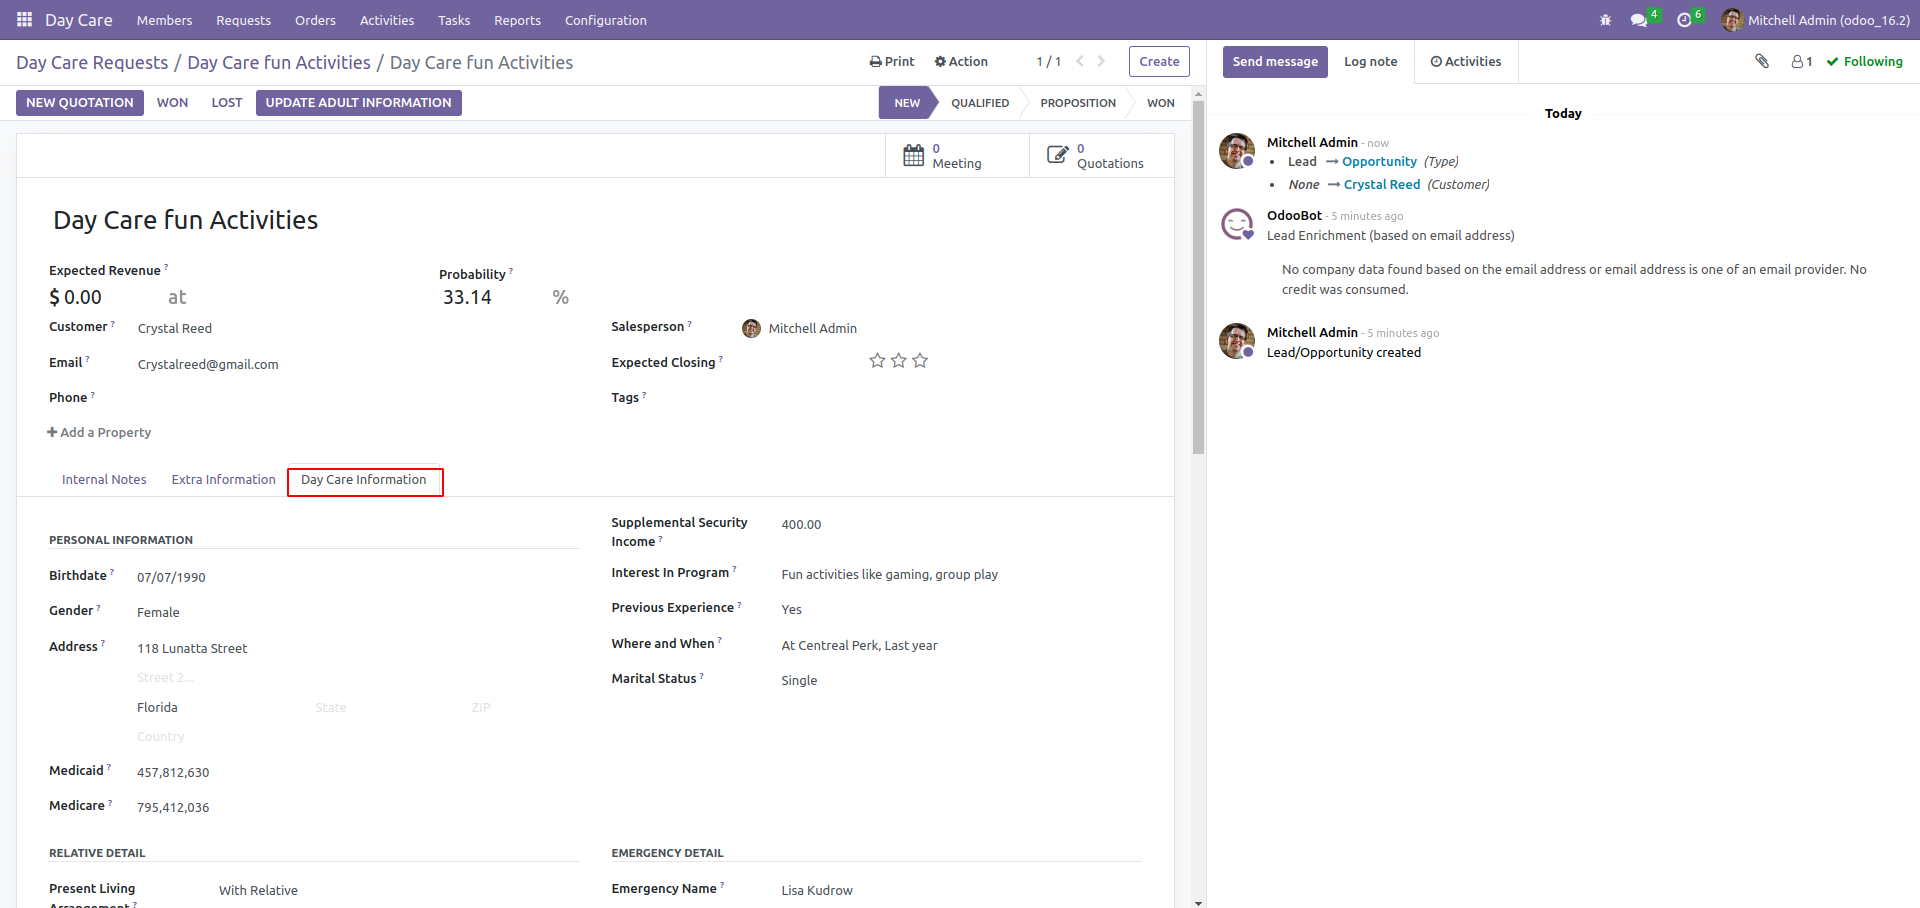 Day Care Members Requests Orders Activities Tasks Reports Configuration 4 6 Mitchell Admin (odoo_16.2)
Day Care Requests / Day Care fun Activities / Day Care fun Activities Print Action 1 / 1 Create
NEW QUOTATION WON LOST UPDATE ADULT INFORMATION NEW QUALIFIED PROPOSITION WON
0
Meeting
0
Quotations
Day Care fun Activities
Expected Revenue ?
Probability ?
$ 0.00 at
33.14 %
Customer ? Crystal Reed
Salesperson ? Mitchell Admin
Email ? Crystalreed@gmail.com
Expected Closing ?
Phone ?
Tags ?
Add a Property
Internal Notes Extra Information Day Care Information
PERSONAL INFORMATION
Birthdate ? 07/07/1990
Gender ? Female
Address ? 118 Lunatta Street
Street 2...
Florida State ZIP
Country
Medicaid ? 457,812,630
Medicare ? 795,412,036
Supplemental Security
Income ? 400.00
Interest In Program ? Fun activities like gaming, group play
Previous Experience ? Yes
Where and When ? At Centreal Perk, Last year
Marital Status ? Single
RELATIVE DETAIL
Present Living
Arrangement ? With Relative
EMERGENCY DETAIL
Emergency Name ? Lisa Kudrow
Send message Log note Activities 1 Following
Today
Mitchell Admin - now
• Lead → Opportunity (Type)
• None → Crystal Reed (Customer)
OdooBot - 5 minutes ago
Lead Enrichment (based on email address)
No company data found based on the email address or email address is one of an email provider. No
credit was consumed.
Mitchell Admin - 5 minutes ago
Lead/Opportunity created